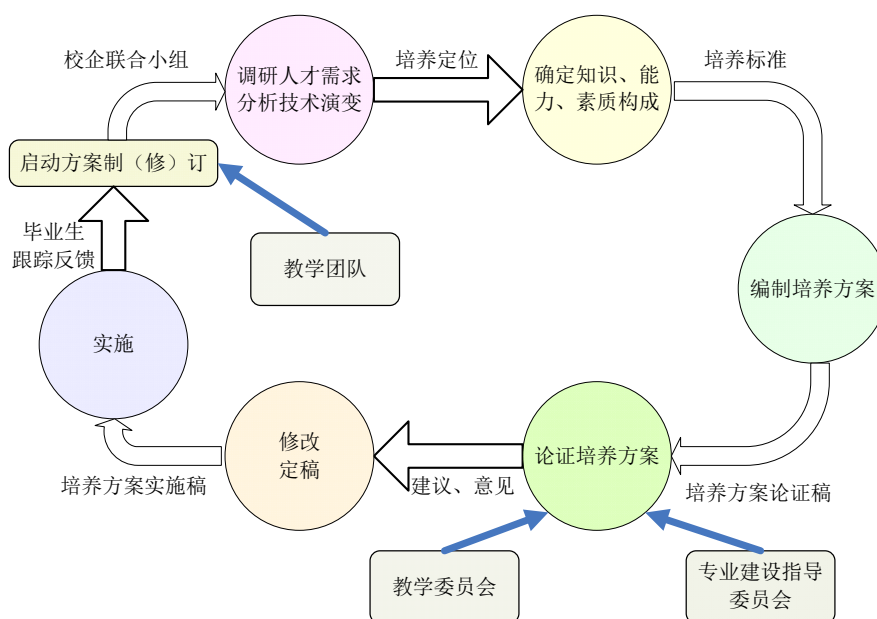 校企联合小组
调研人才需求
分析技术演变
培养定位
确定知识、能
力、素质构成
培养标准
启动方案制（修）订
毕业生
跟踪反馈
教学团队
编制培养方案
实施
修改
定稿
论证培养方案
建议、意见
培养方案实施稿
培养方案论证稿
教学委员会
专业建设指导
委员会